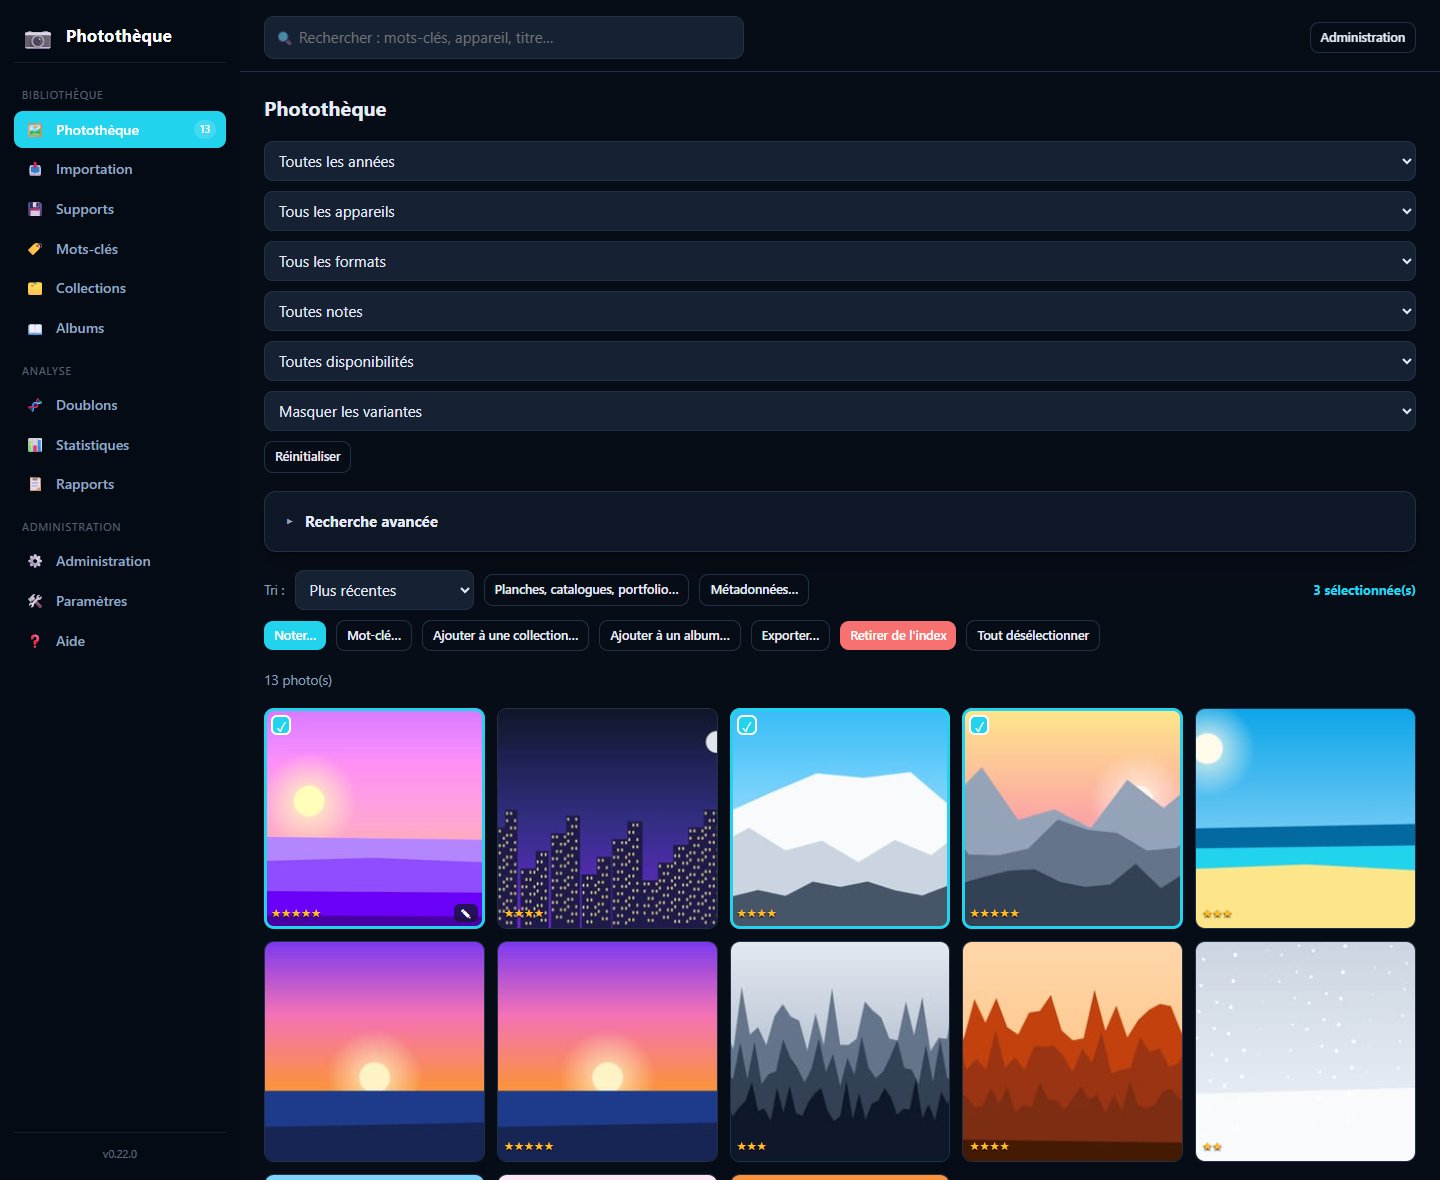 Photothèque
Rechercher : mots-clés, appareil, titre...
Administration
BIBLIOTHÈQUE
Photothèque 13
Importation
Supports
Mots-clés
Collections
Albums
ANALYSE
Doublons
Statistiques
Rapports
ADMINISTRATION
Administration
Paramètres
Aide
v0.22.0
Photothèque
Toutes les années
Tous les appareils
Tous les formats
Toutes notes
Toutes disponibilités
Masquer les variantes
Réinitialiser
Recherche avancée
Tri : Plus récentes Planches, catalogues, portfolio... Métadonnées... 3 sélectionnée(s)
Noter... Mot-clé... Ajouter à une collection... Ajouter à un album... Exporter... Retirer de l'index Tout désélectionner
13 photo(s)